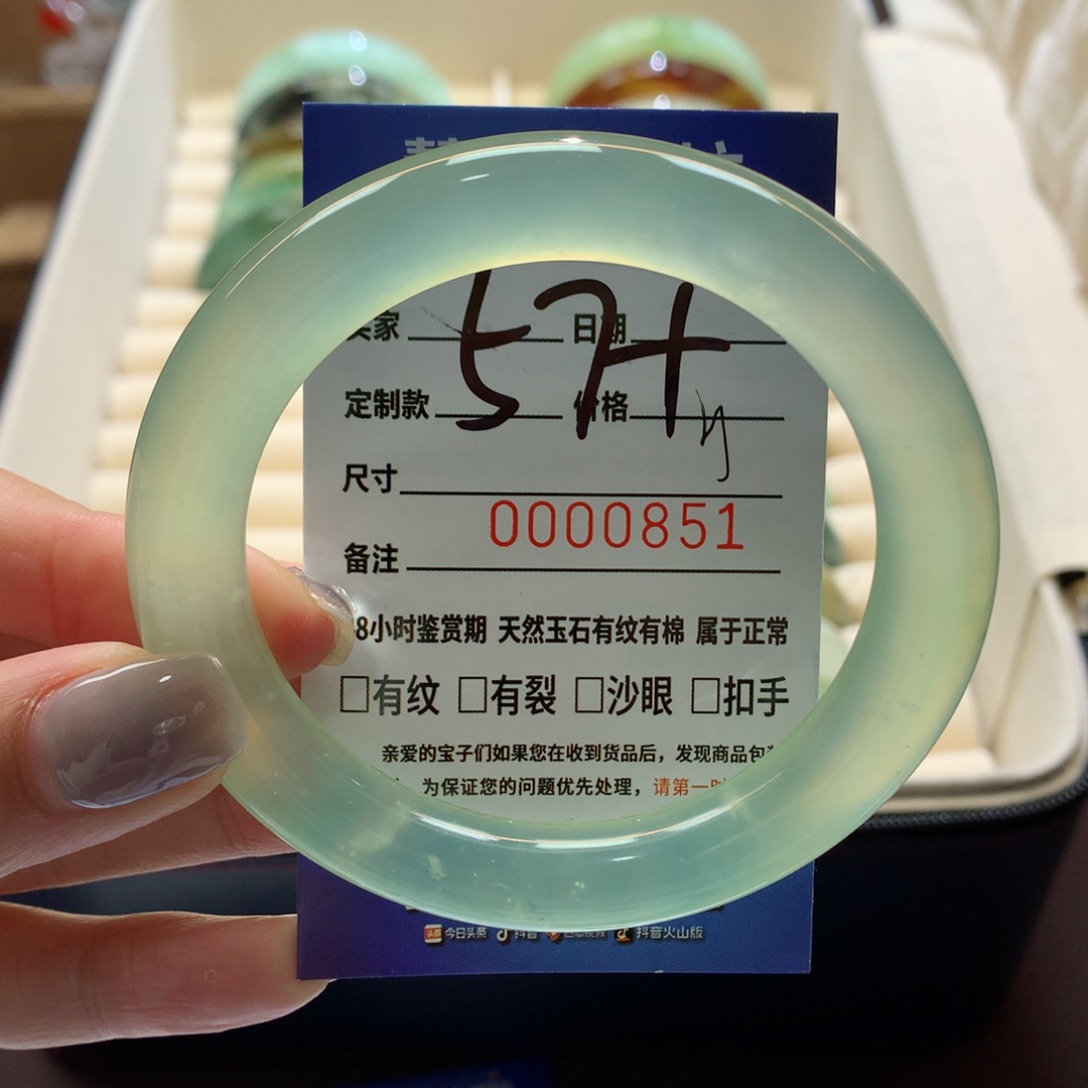 日期
57H
定制款 价格
y
尺寸
0000851
备注
8小时鉴赏期 天然玉石有纹有棉 属于正常
□有纹 □有裂 □沙眼 □扣手
亲爱的宝子们如果您在收到货品后，发现商品包
为保证您的问题优先处理，请第一时
今日头条 抖音 抖音火山版